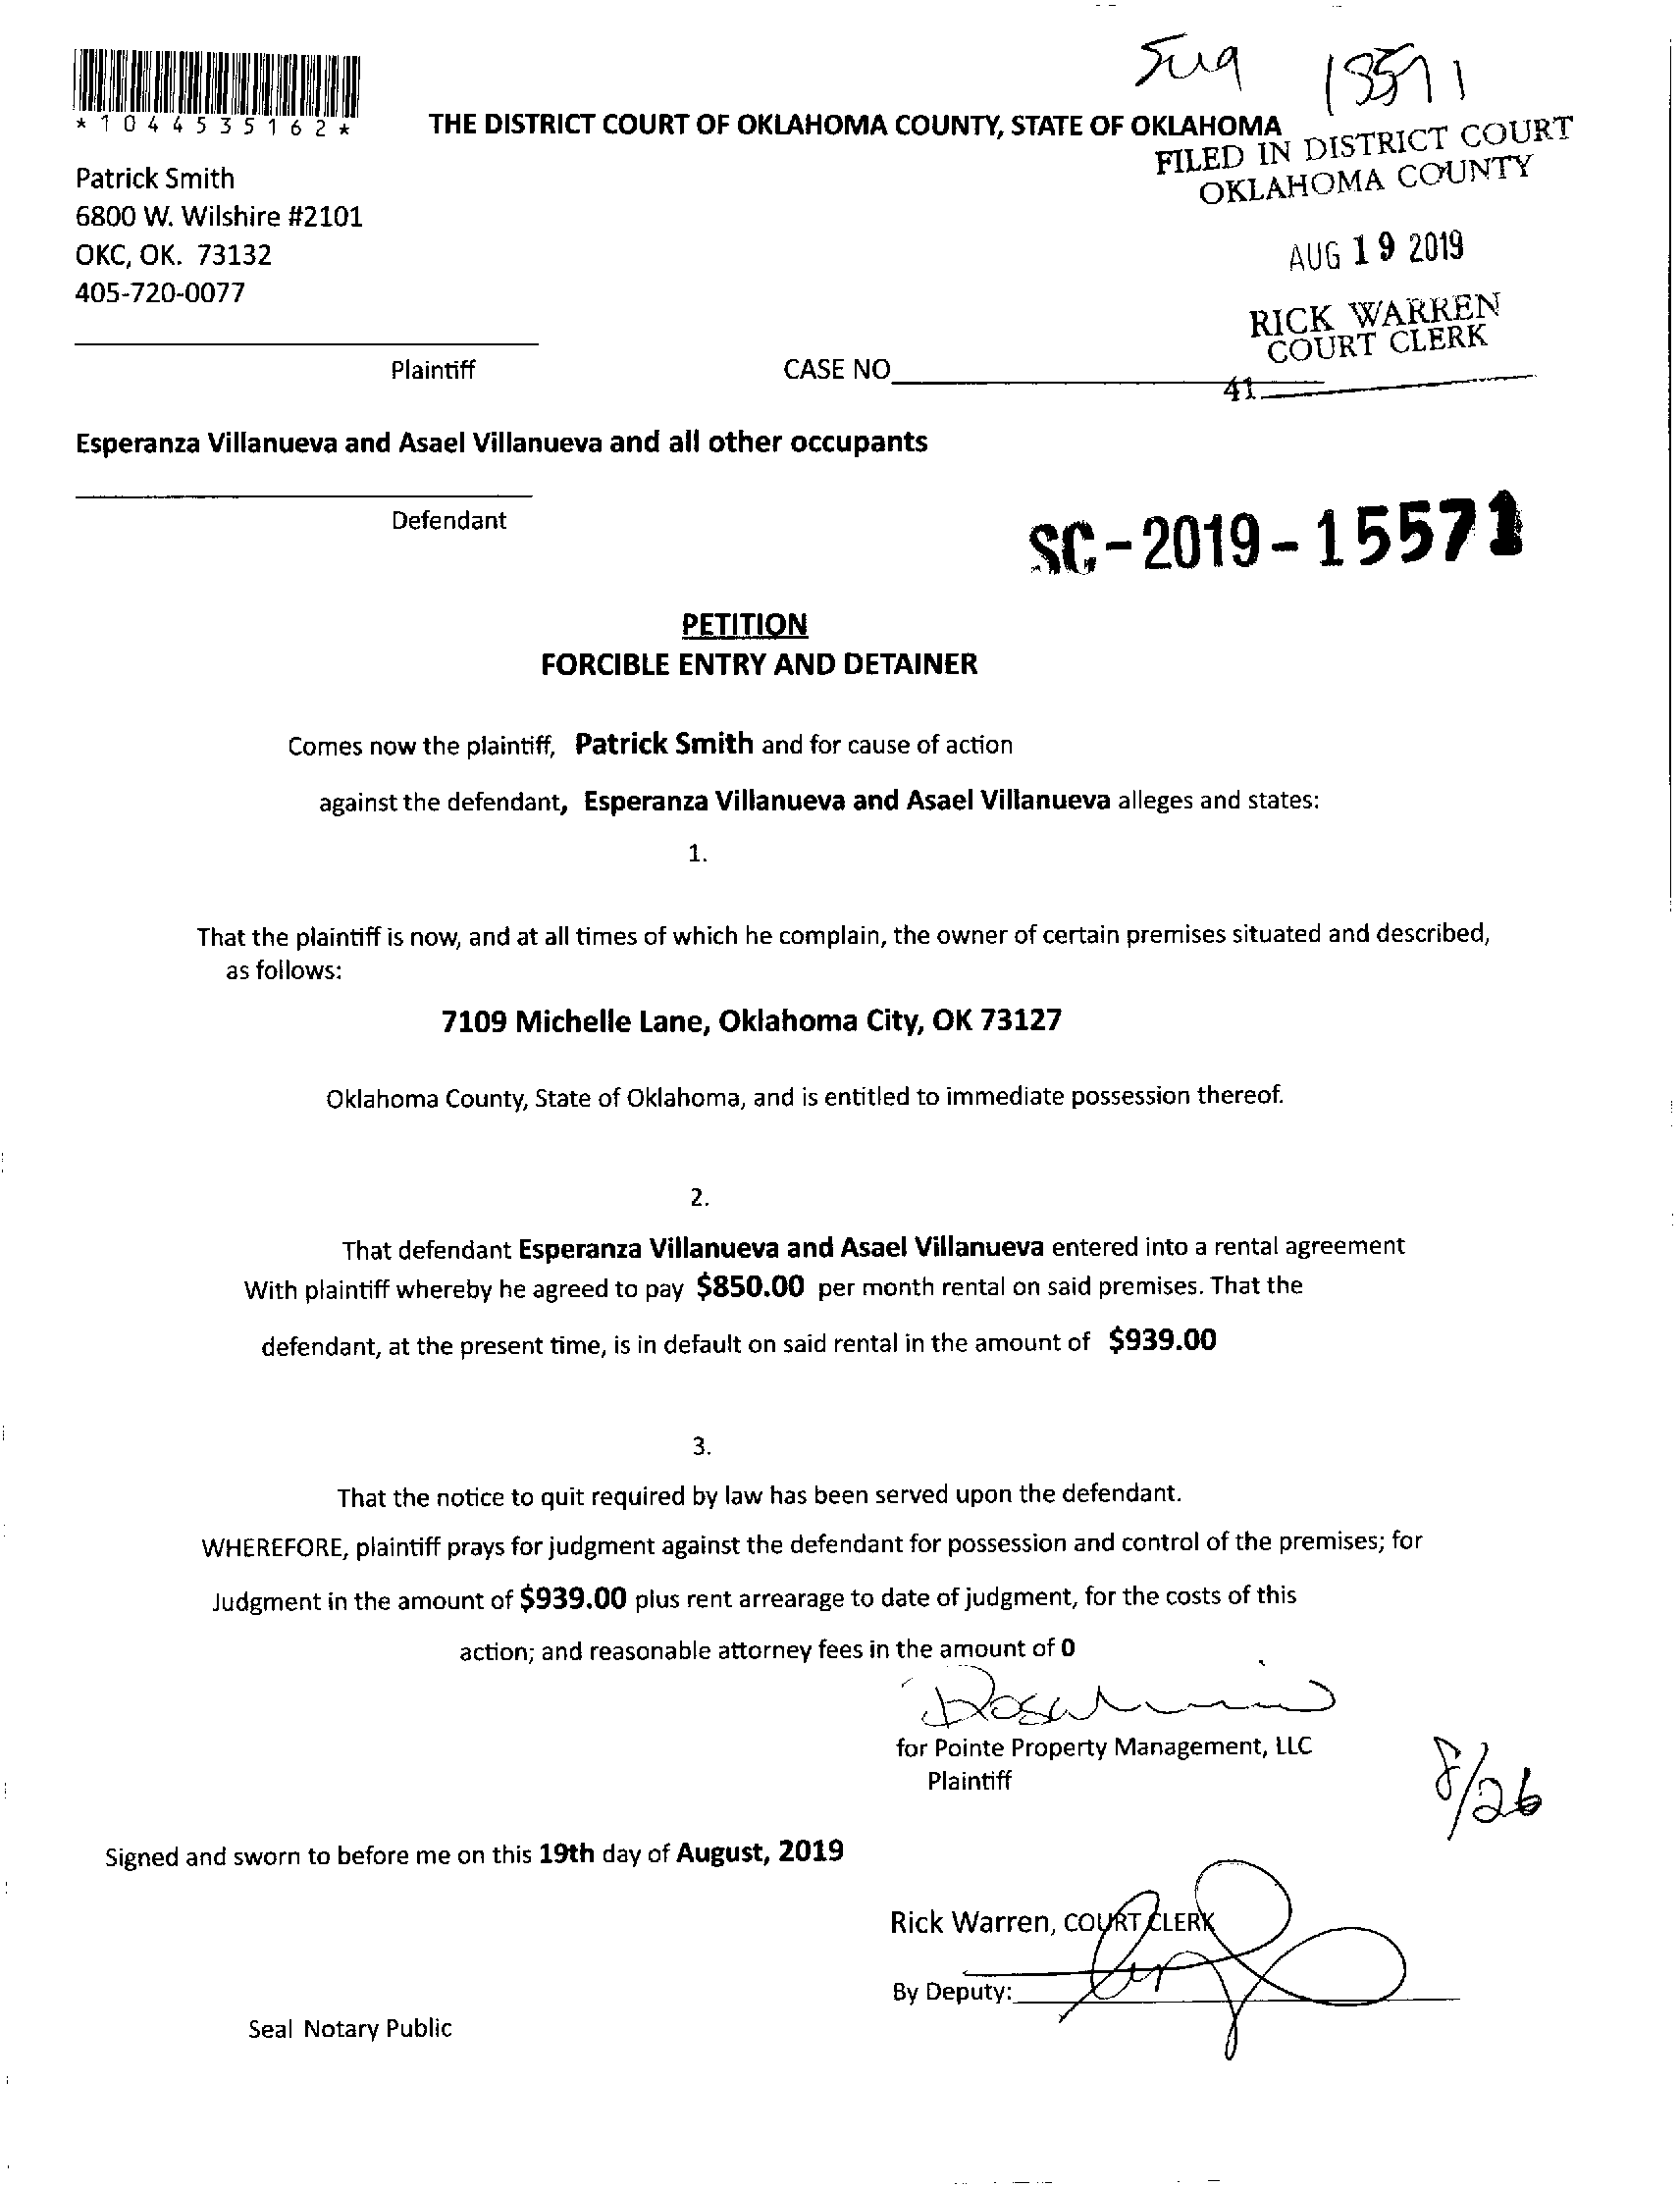 * 1 0 4 4 5 3 5 1 6 2 *
THE DISTRICT COURT OF OKLAHOMA COUNTY, STATE OF OKLAHOMA
FILED IN DISTRICT COURT
OKLAHOMA COUNTY
Patrick Smith
6800 W. Wilshire #2101
OKC, OK. 73132
405-720-0077
AUG 19 2019
RICK WARREN
COURT CLERK
Plaintiff
CASE NO
41
Esperanza Villanueva and Asael Villanueva and all other occupants
Defendant
SC-2019-15571
PETITION
FORCIBLE ENTRY AND DETAINER
Comes now the plaintiff, Patrick Smith and for cause of action
against the defendant, Esperanza Villanueva and Asael Villanueva alleges and states:
1.
That the plaintiff is now, and at all times of which he complain, the owner of certain premises situated and described,
as follows:
7109 Michelle Lane, Oklahoma City, OK 73127
Oklahoma County, State of Oklahoma, and is entitled to immediate possession thereof.
2.
That defendant Esperanza Villanueva and Asael Villanueva entered into a rental agreement
With plaintiff whereby he agreed to pay $850.00 per month rental on said premises. That the
defendant, at the present time, is in default on said rental in the amount of $939.00
3.
That the notice to quit required by law has been served upon the defendant.
WHEREFORE, plaintiff prays for judgment against the defendant for possession and control of the premises; for
Judgment in the amount of $939.00 plus rent arrearage to date of judgment, for the costs of this
action; and reasonable attorney fees in the amount of 0
for Pointe Property Management, LLC
Plaintiff
8/26
Signed and sworn to before me on this 19th day of August, 2019
Rick Warren, COURT CLERK
By Deputy:
Seal Notary Public